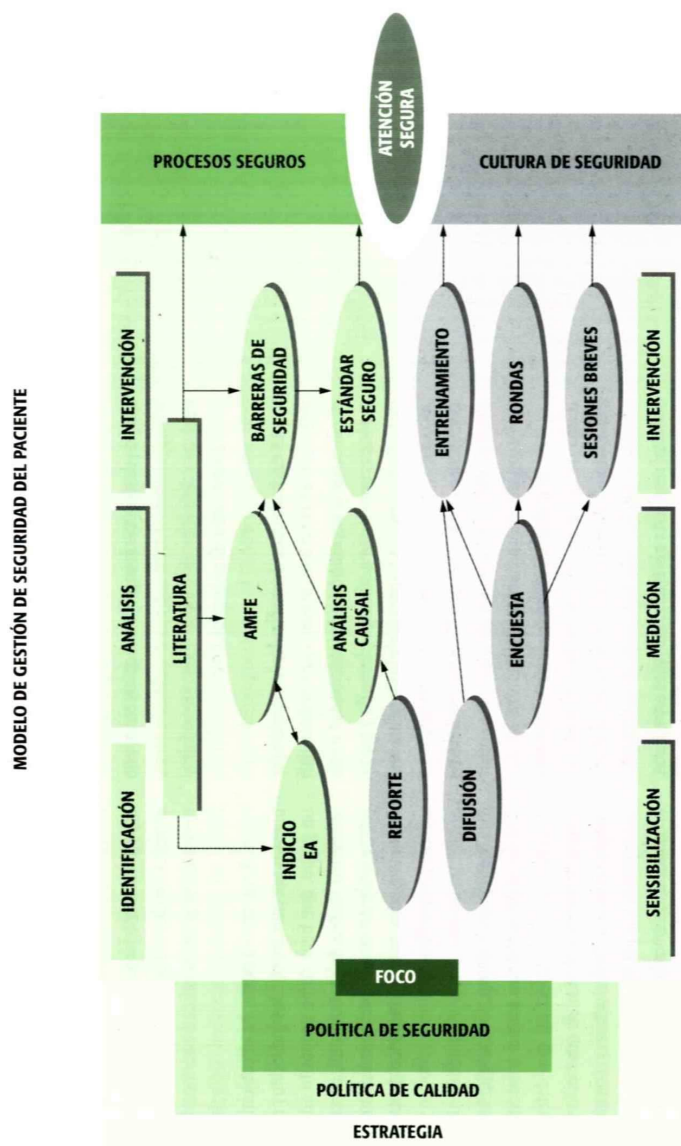 MODELO DE GESTIÓN DE SEGURIDAD DEL PACIENTE
ATENCIÓN
SEGURA
PROCESOS SEGUROS
CULTURA DE SEGURIDAD
INTERVENCIÓN
ANÁLISIS
IDENTIFICACIÓN
LITERATURA
BARRERAS DE
SEGURIDAD
ESTÁNDAR
SEGURO
AMFE
ANÁLISIS
CAUSAL
INDICIO
EA
REPORTE
ENTRENAMIENTO
RONDAS
SESIONES BREVES
ENCUESTA
DIFUSIÓN
INTERVENCIÓN
MEDICIÓN
SENSIBILIZACIÓN
FOCO
POLÍTICA DE SEGURIDAD
POLÍTICA DE CALIDAD
ESTRATEGIA